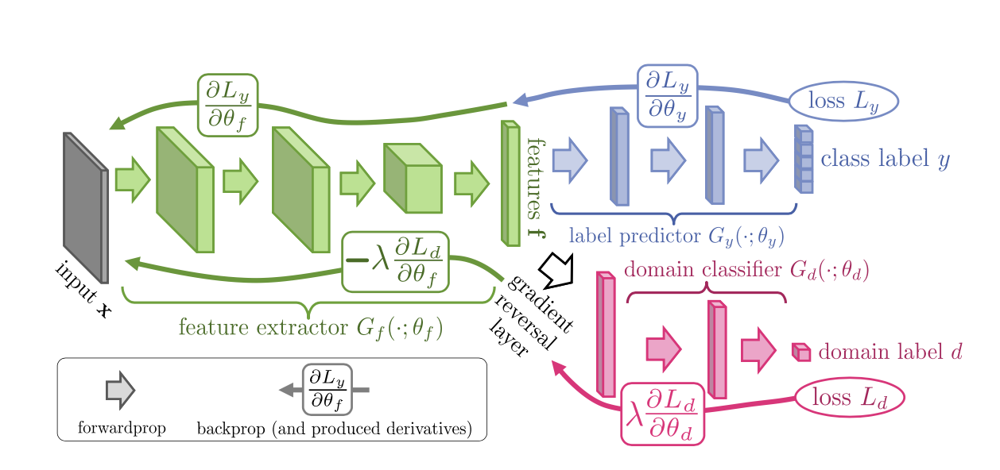 ∂L_y
∂θ_f
∂L_y
∂θ_y
loss L_y
input x
features f
class label y
label predictor G_y(·; θ_y)
−λ ∂L_d
∂θ_f
feature extractor G_f(·; θ_f)
gradient
reversal
layer
domain classifier G_d(·; θ_d)
domain label d
loss L_d
λ ∂L_d
∂θ_d
∂L_y
∂θ_f
forwardprop
backprop (and produced derivatives)